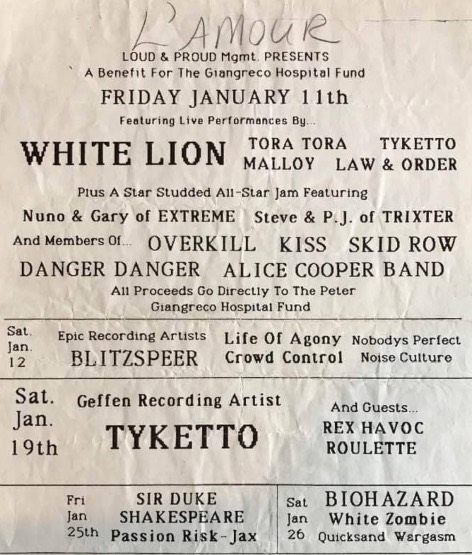 L'AMOUR
LOUD & PROUD Mgmt. PRESENTS
A Benefit For The Giangreco Hospital Fund
FRIDAY JANUARY 11th
Featuring Live Performances By...
WHITE LION TORA TORA TYKETTO
MALLOY LAW & ORDER
Plus A Star Studded All-Star Jam Featuring
Nuno & Gary of EXTREME Steve & P.J. of TRIXTER
And Members Of... OVERKILL KISS SKID ROW
DANGER DANGER ALICE COOPER BAND
All Proceeds Go Directly To The Peter
Giangreco Hospital Fund
Sat.
Jan.
12
Epic Recording Artists
BLITZSPEER
Life Of Agony Nobodys Perfect
Crowd Control Noise Culture
Sat.
Jan.
19th
Geffen Recording Artist
TYKETTO
And Guests...
REX HAVOC
ROULETTE
Fri
Jan
25th
SIR DUKE
SHAKESPEARE
Passion Risk-Jax
Sat
Jan
26
BIOHAZARD
White Zombie
Quicksand Wargasm